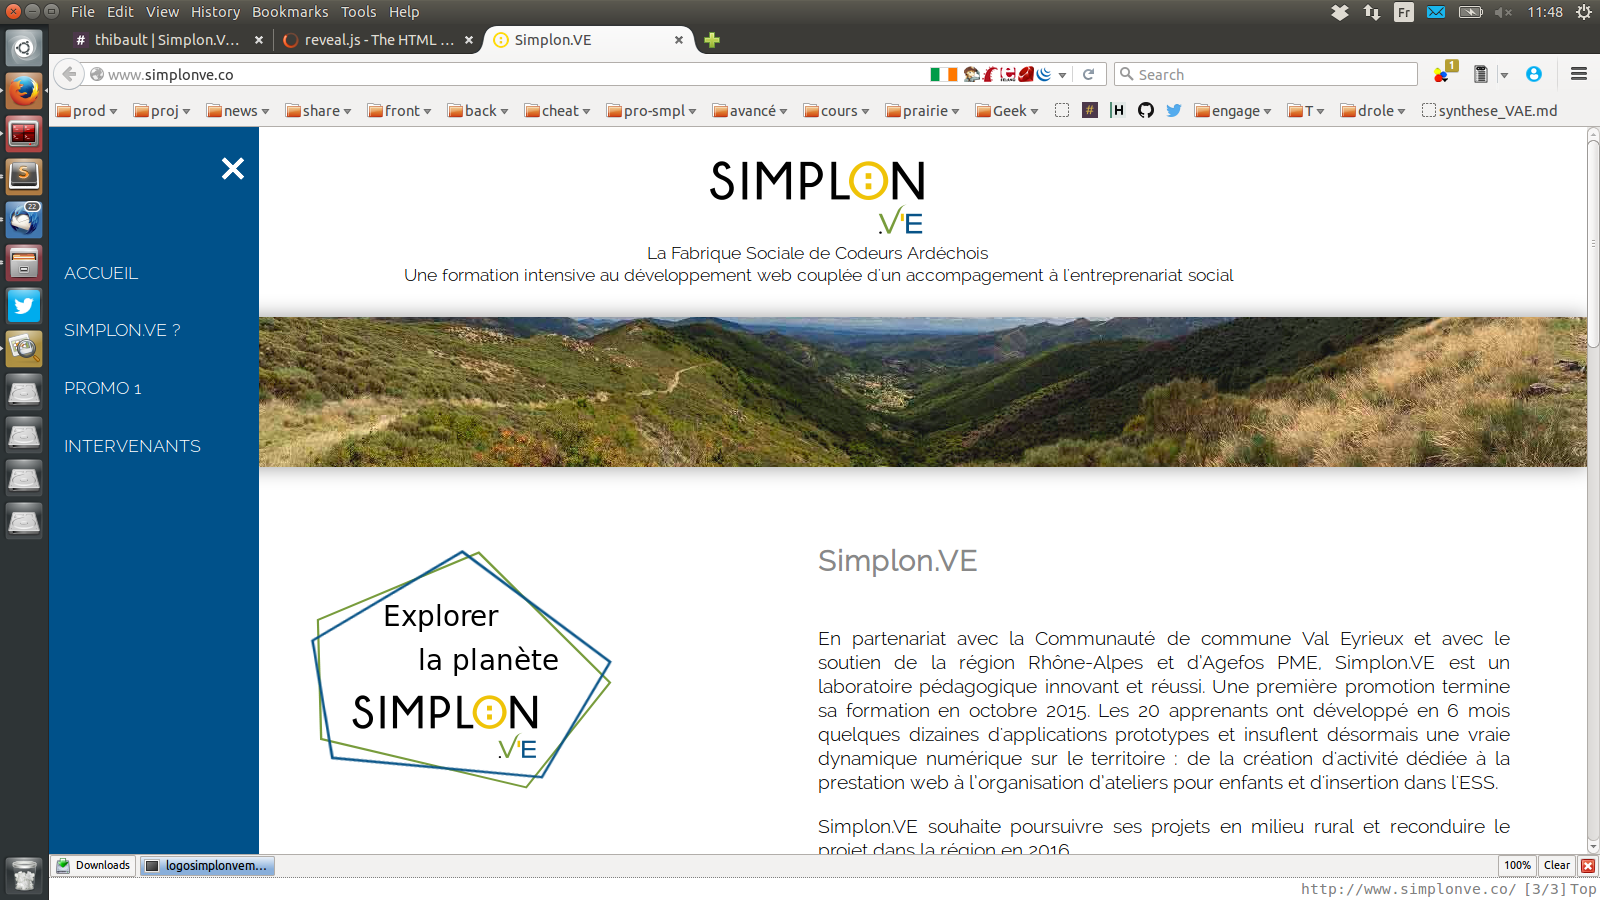 File Edit View History Bookmarks Tools Help
Fr
11:48
thibault | Simplon.V...
reveal.js - The HTML ...
Simplon.VE
www.simplonve.co
Search
1
prod
proj
news
share
front
back
cheat
pro-smpl
avancé
cours
prairie
Geek
engage
T
drole
synthese_VAE.md
22
ACCUEIL
SIMPLON.VE ?
PROMO 1
INTERVENANTS
SIMPLON
.VE
La Fabrique Sociale de Codeurs Ardéchois
Une formation intensive au développement web couplée d'un accompagnement à l'entreprenariat social
Explorer
la planète
SIMPLON
.VE
Simplon.VE
En partenariat avec la Communauté de commune Val Eyrieux et avec le
soutien de la région Rhône-Alpes et d'Agefos PME, Simplon.VE est un
laboratoire pédagogique innovant et réussi. Une première promotion termine
sa formation en octobre 2015. Les 20 apprenants ont développé en 6 mois
quelques dizaines d'applications prototypes et insuflent désormais une vraie
dynamique numérique sur le territoire : de la création d'activité dédiée à la
prestation web à l'organisation d'ateliers pour enfants et d'insertion dans l'ESS.
Simplon.VE souhaite poursuivre ses projets en milieu rural et reconduire le
projet dans la région en 2016
Downloads
logosimplonvem...
100%
Clear
http://www.simplonve.co/ [3/3] Top